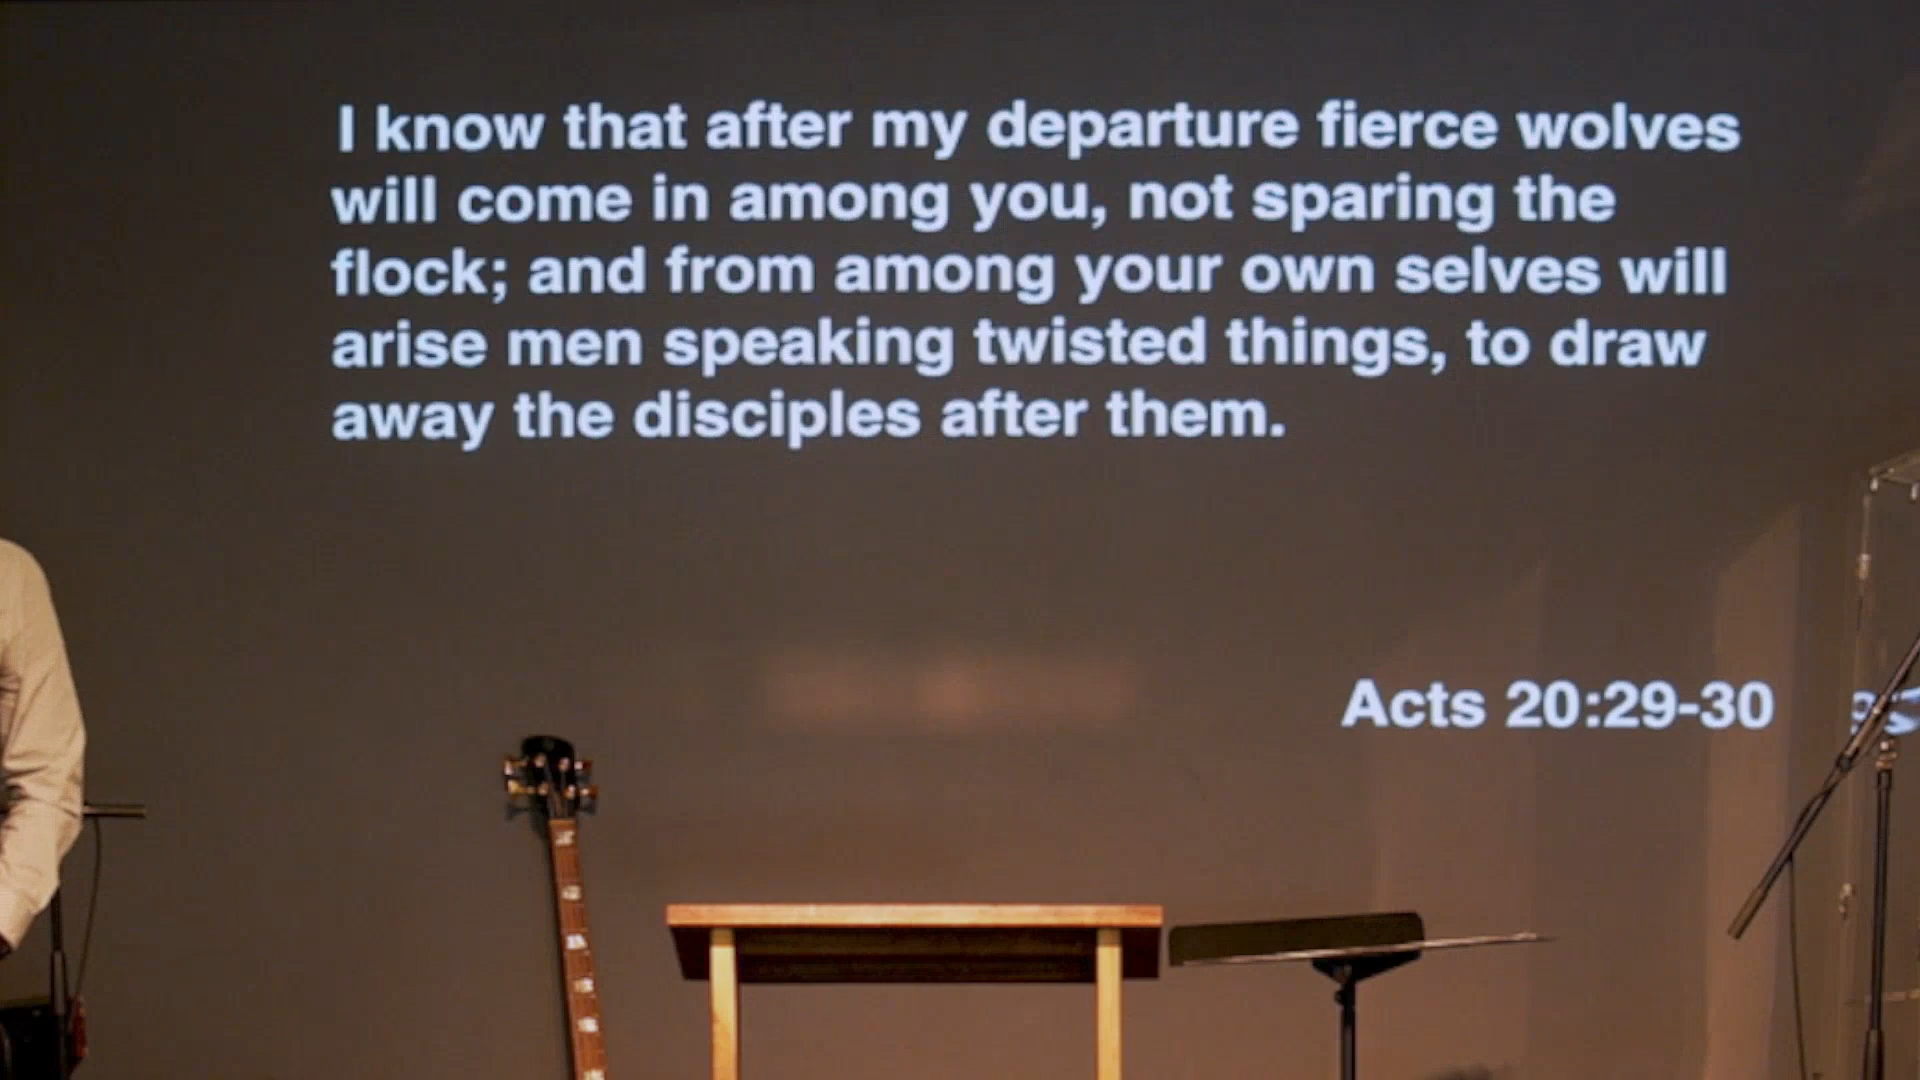 I know that after my departure fierce wolves
will come in among you, not sparing the
flock; and from among your own selves will
arise men speaking twisted things, to draw
away the disciples after them.
Acts 20:29-30